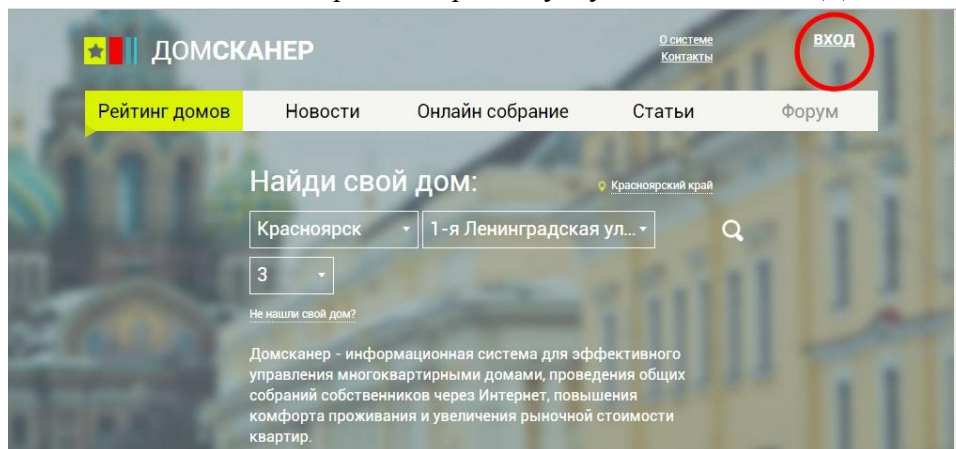 ДОМСКАНЕР
О системе
Контакты
ВХОД
Рейтинг домов Новости Онлайн собрание Статьи Форум
Найди свой дом:
Красноярский край
Красноярск 1-я Ленинградская ул...
3
Не нашли свой дом?
Домсканер - информационная система для эффективного
управления многоквартирными домами, проведения общих
собраний собственников через Интернет, повышения
комфорта проживания и увеличения рыночной стоимости
квартир.